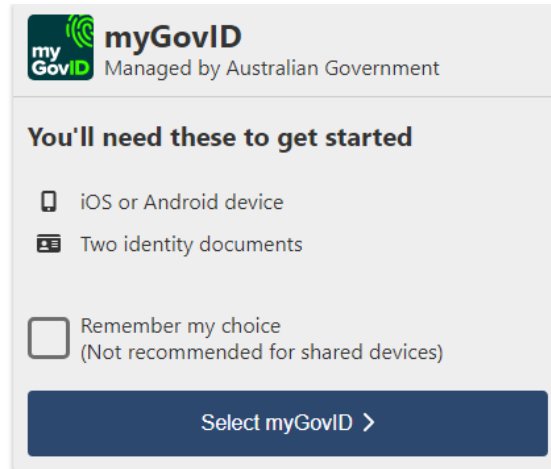 my
GovID
myGovID
Managed by Australian Government
You'll need these to get started
iOS or Android device
Two identity documents
Remember my choice
(Not recommended for shared devices)
Select myGovID